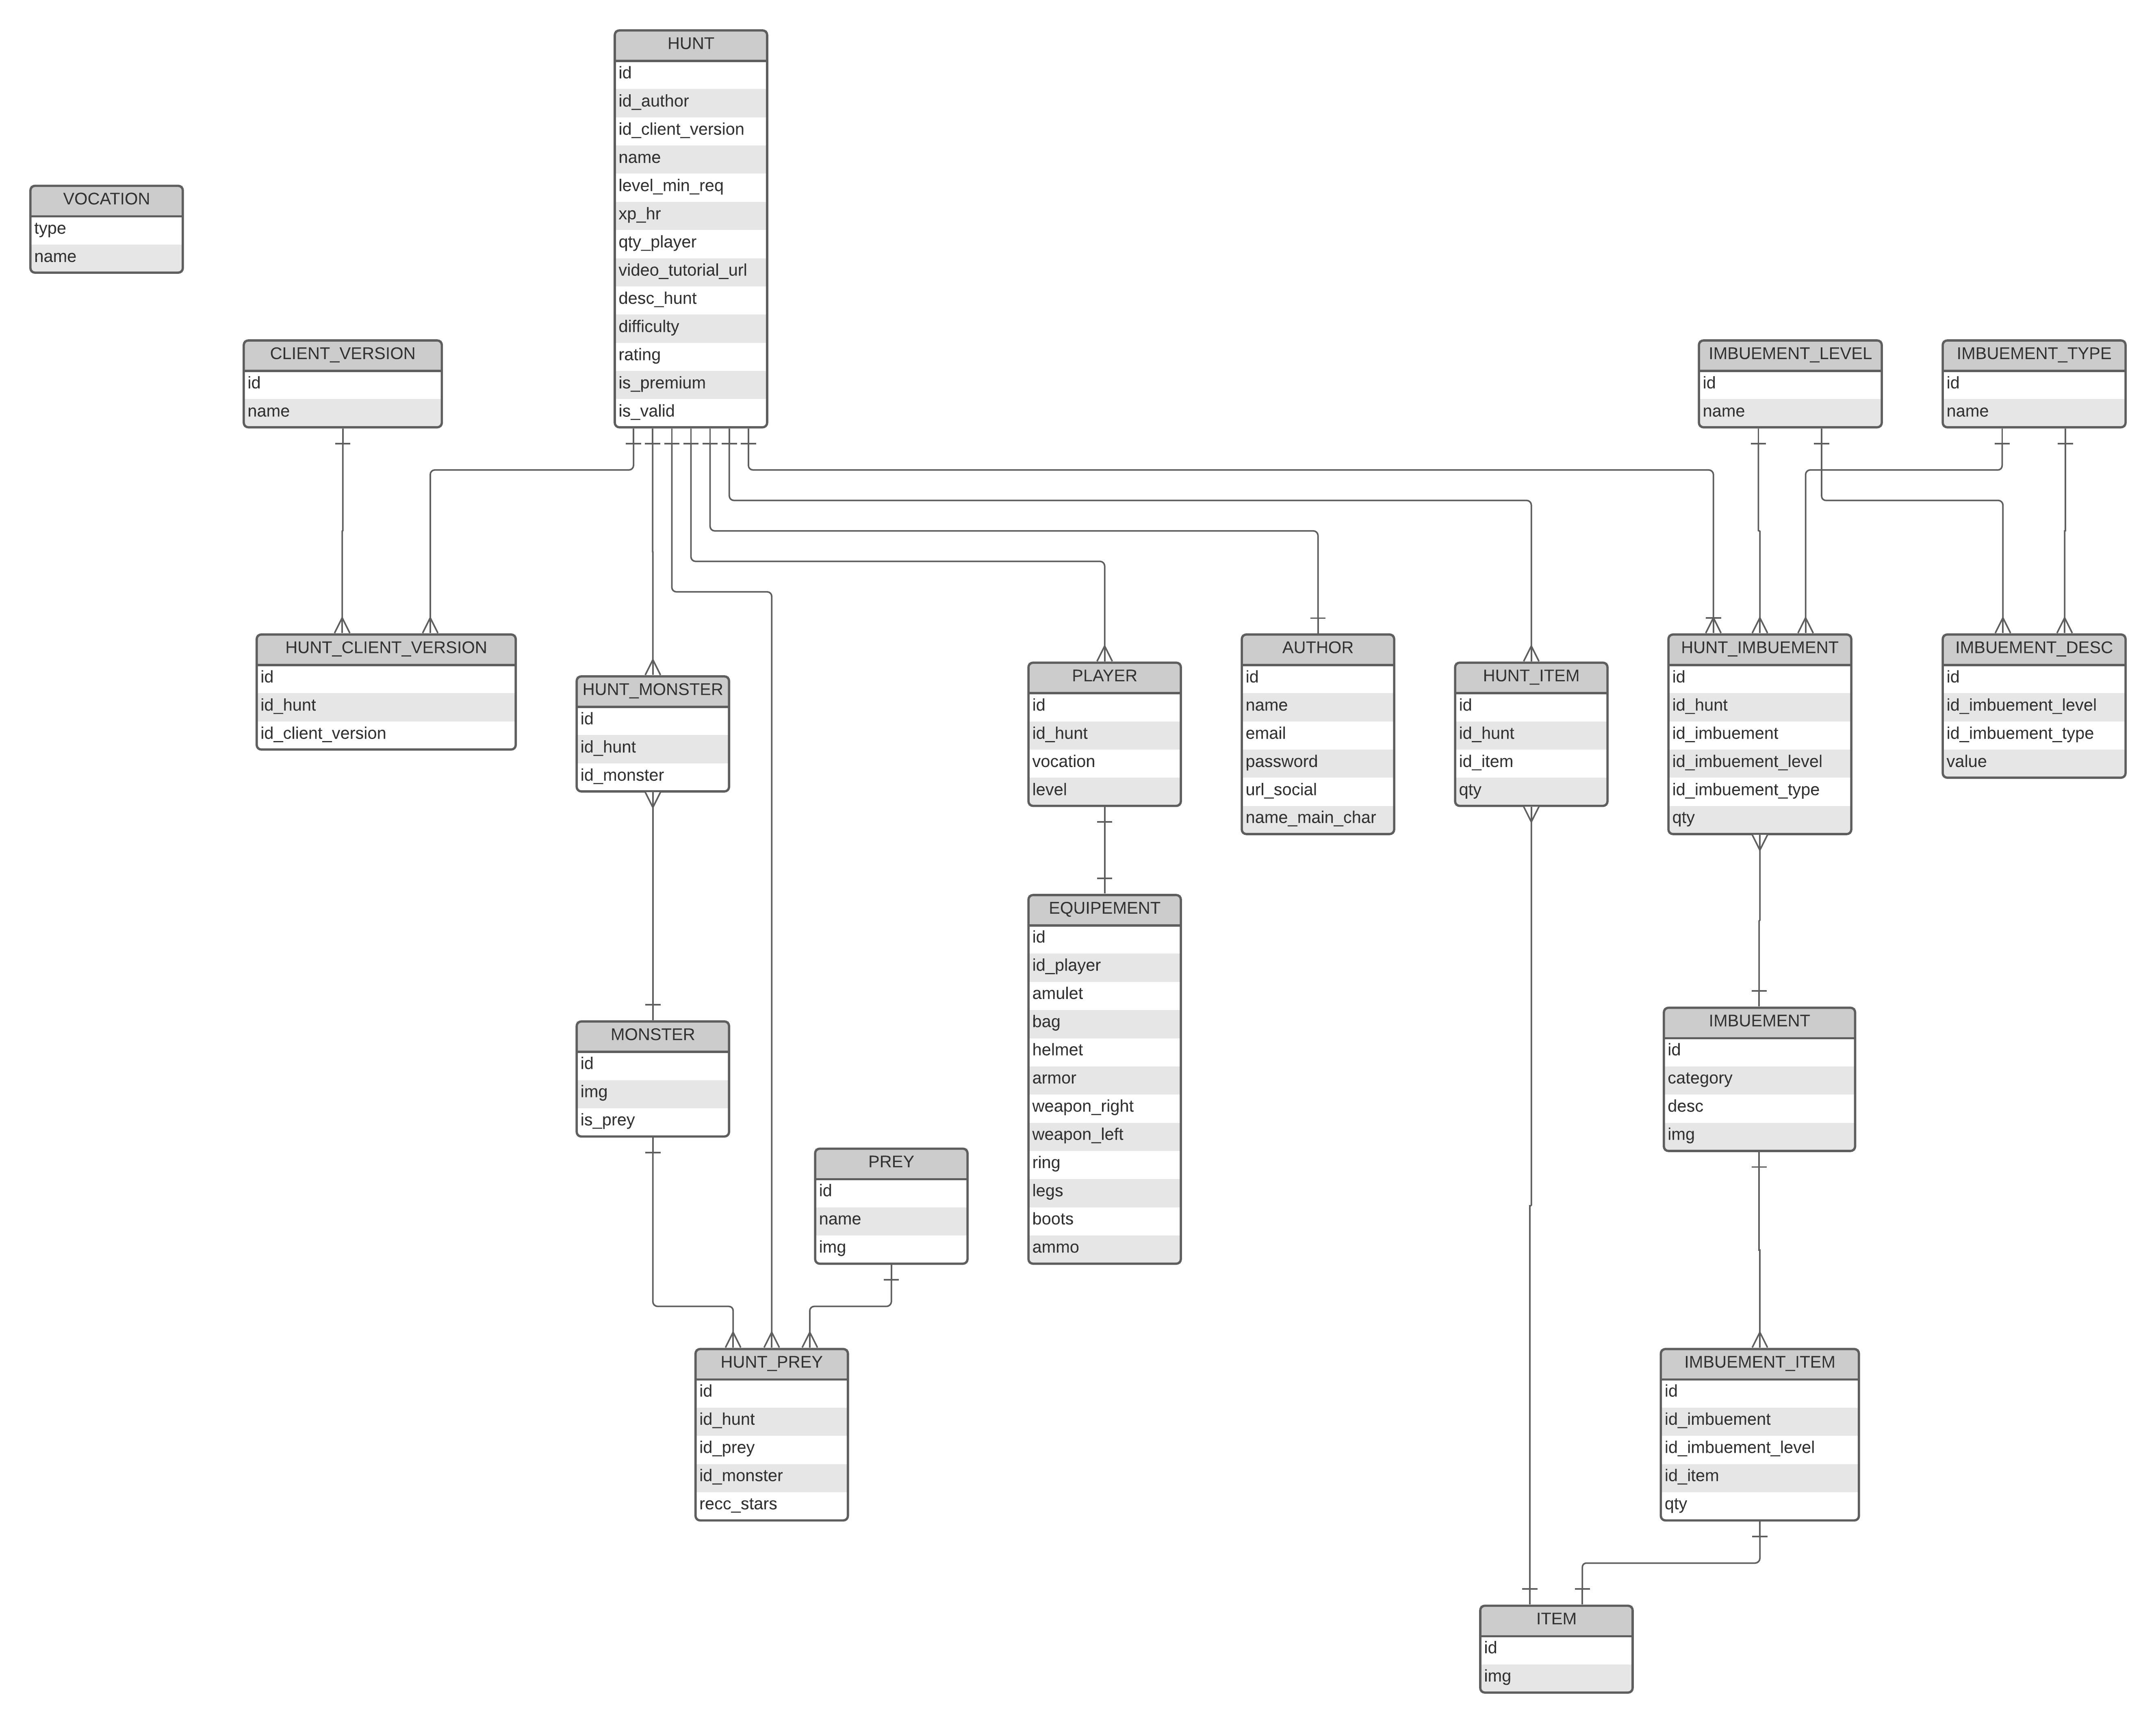 HUNT
id
id_author
id_client_version
name
level_min_req
xp_hr
qty_player
video_tutorial_url
desc_hunt
difficulty
rating
is_premium
is_valid
VOCATION
type
name
CLIENT_VERSION
id
name
IMBUEMENT_LEVEL
id
name
IMBUEMENT_TYPE
id
name
HUNT_CLIENT_VERSION
id
id_hunt
id_client_version
HUNT_MONSTER
id
id_hunt
id_monster
PLAYER
id
id_hunt
vocation
level
AUTHOR
id
name
email
password
url_social
name_main_char
HUNT_ITEM
id
id_hunt
id_item
qty
HUNT_IMBUEMENT
id
id_hunt
id_imbuement
id_imbuement_level
id_imbuement_type
qty
IMBUEMENT_DESC
id
id_imbuement_level
id_imbuement_type
value
EQUIPEMENT
id
id_player
amulet
bag
helmet
armor
weapon_right
weapon_left
ring
legs
boots
ammo
MONSTER
id
img
is_prey
IMBUEMENT
id
category
desc
img
PREY
id
name
img
HUNT_PREY
id
id_hunt
id_prey
id_monster
recc_stars
IMBUEMENT_ITEM
id
id_imbuement
id_imbuement_level
id_item
qty
ITEM
id
img